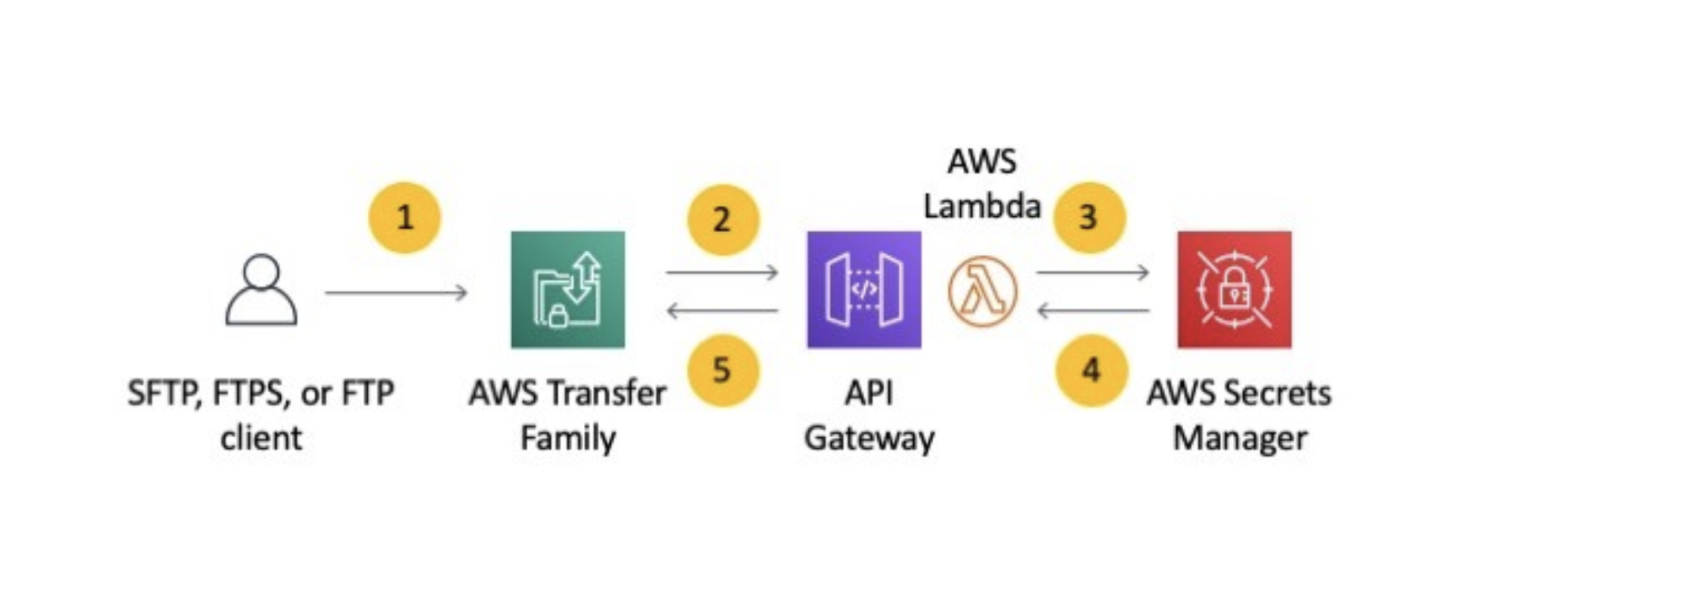 AWS
Lambda
1
2
3
</>
5
4
SFTP, FTPS, or FTP
client
AWS Transfer
Family
API
Gateway
AWS Secrets
Manager